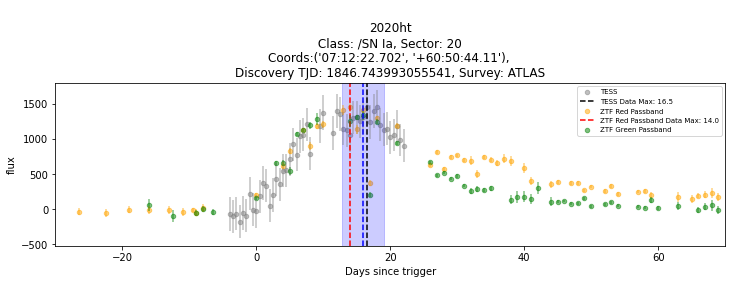 2020ht
Class: /SN Ia, Sector: 20
Coords:('07:12:22.702', '+60:50:44.11'),
Discovery TJD: 1846.743993055541, Survey: ATLAS
TESS
TESS Data Max: 16.5
ZTF Red Passband
ZTF Red Passband Data Max: 14.0
ZTF Green Passband
flux
1500
1000
500
0
−500
−20
0
20
40
60
Days since trigger